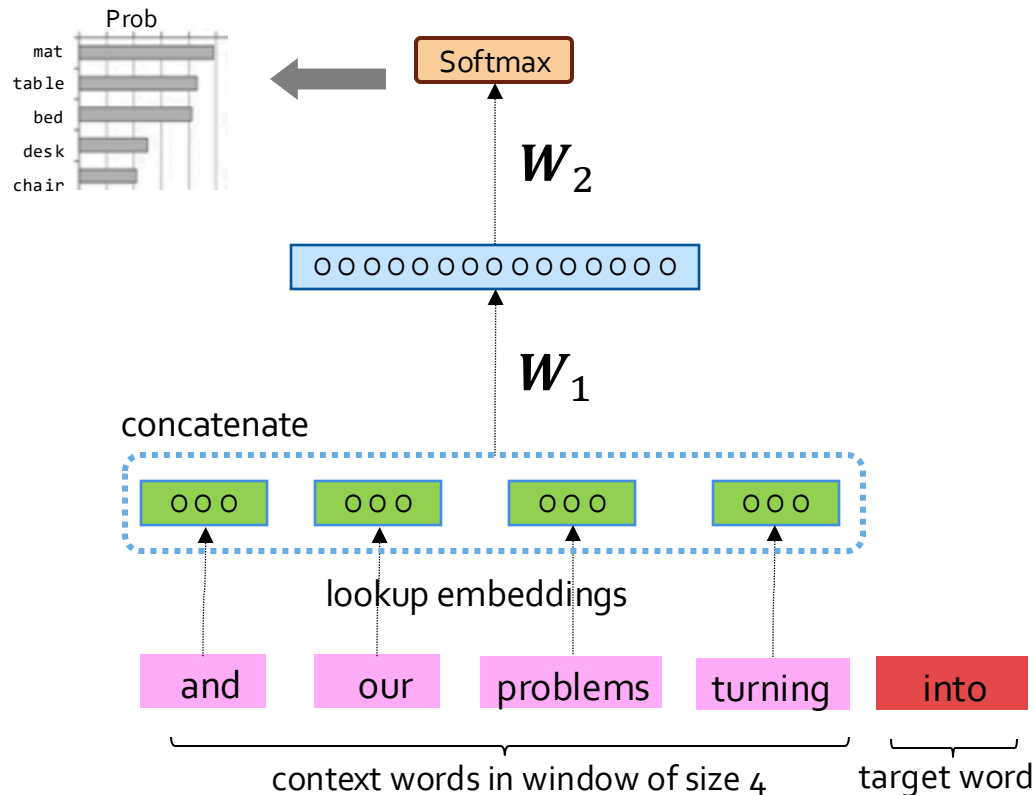 Prob
mat
table
bed
desk
chair
Softmax
W₂
O O O O O O O O O O O O O O O O
W₁
concatenate
O O O O O O O O O O O O
lookup embeddings
and our problems turning into
context words in window of size 4
target word